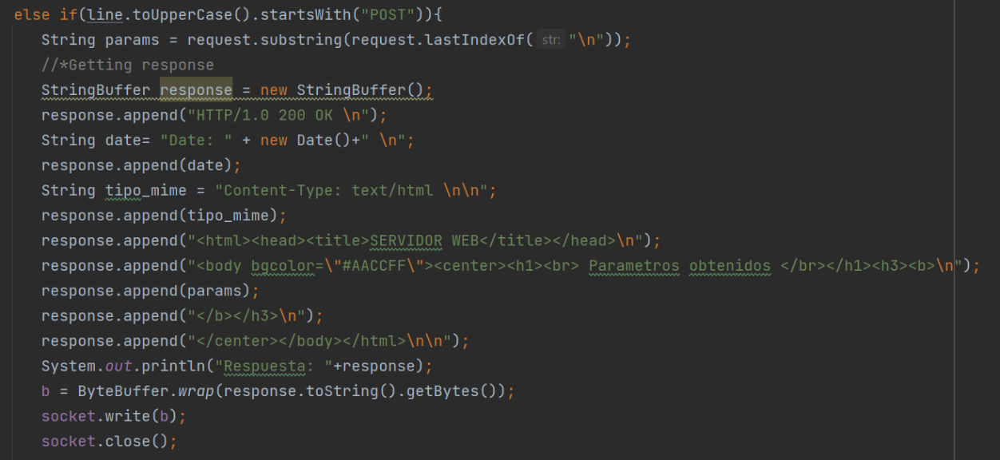 else if(line.toUpperCase().startsWith("POST")){
String params = request.substring(request.lastIndexOf( str: "\n"));
//*Getting response
StringBuffer response = new StringBuffer();
response.append("HTTP/1.0 200 OK \n");
String date= "Date: " + new Date()+" \n";
response.append(date);
String tipo_mime = "Content-Type: text/html \n\n";
response.append(tipo_mime);
response.append("<html><head><title>SERVIDOR WEB</title></head>\n");
response.append("<body bgcolor=\"#AACCFF\"><center><h1><br> Parametros obtenidos </br></h1><h3><b>\n");
response.append(params);
response.append("</b></h3>\n");
response.append("</center></body></html>\n\n");
System.out.println("Respuesta: "+response);
b = ByteBuffer.wrap(response.toString().getBytes());
socket.write(b);
socket.close();